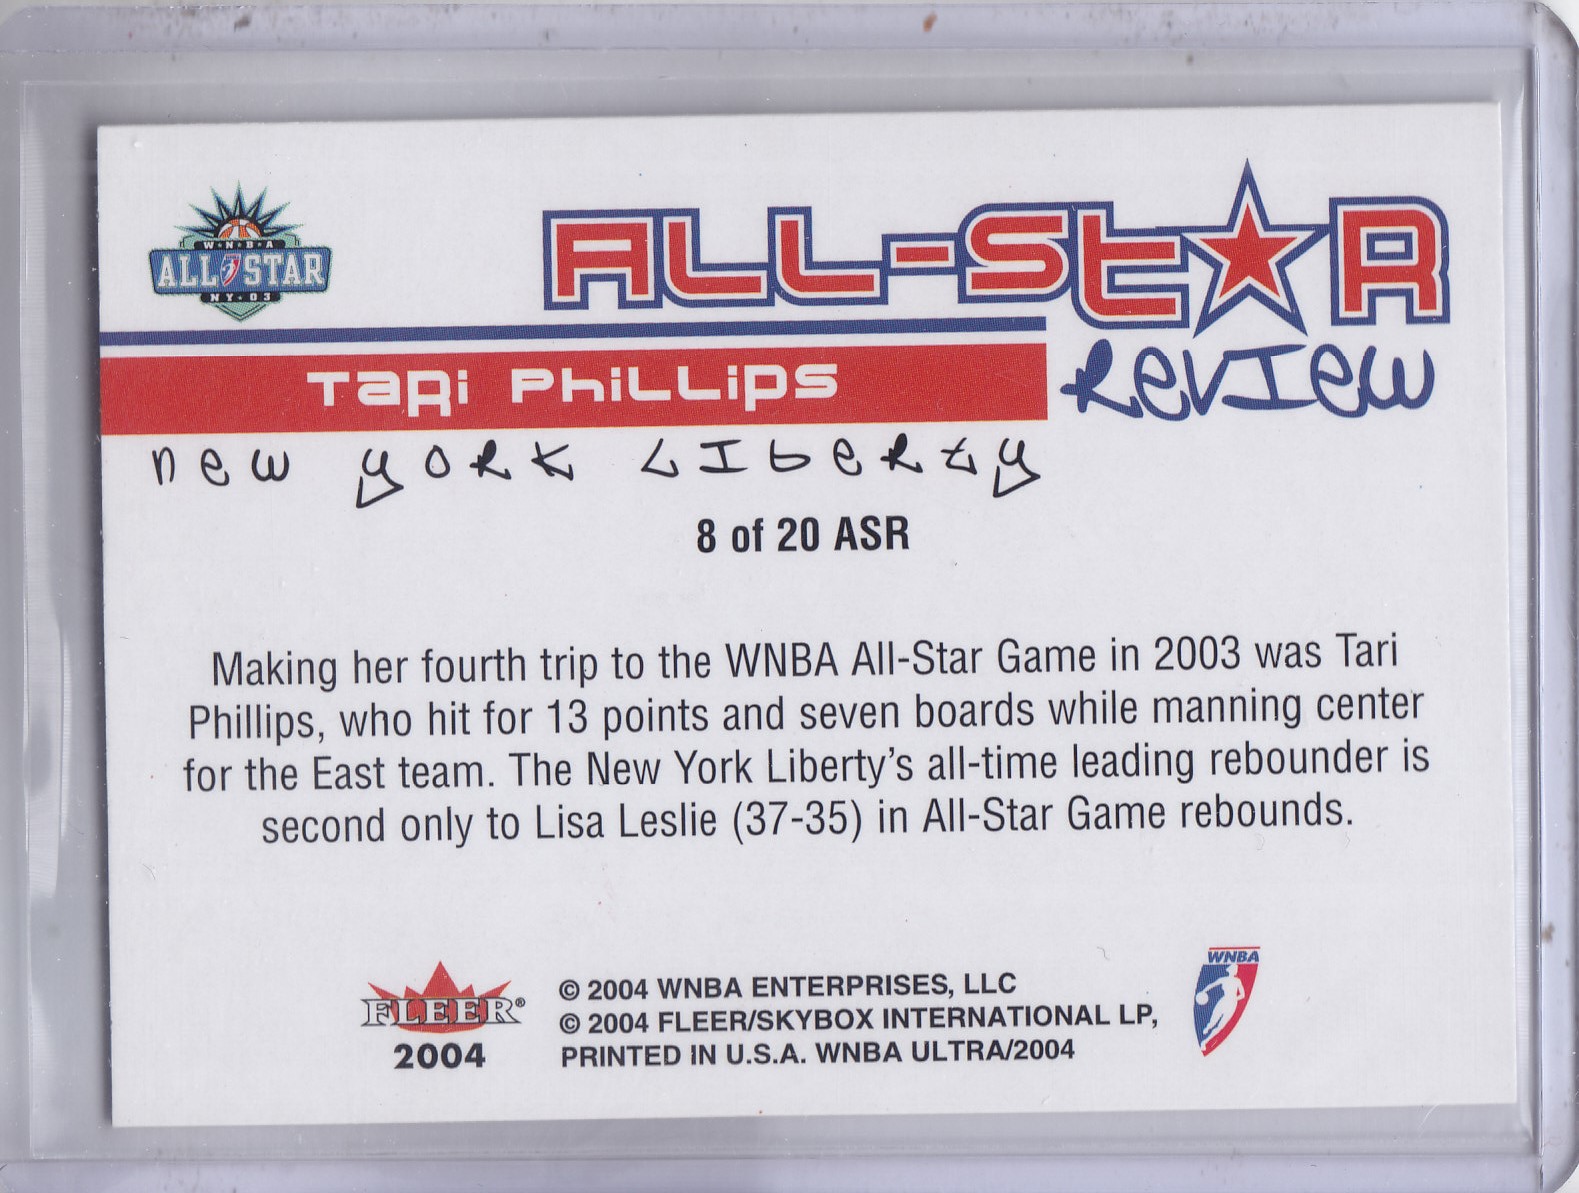 W·N·B·A
ALL STAR
NY·03
ALL-STAR
REVIEW
Tari Phillips
new york Liberty
8 of 20 ASR
Making her fourth trip to the WNBA All-Star Game in 2003 was Tari
Phillips, who hit for 13 points and seven boards while manning center
for the East team. The New York Liberty's all-time leading rebounder is
second only to Lisa Leslie (37-35) in All-Star Game rebounds.
FLEER®
2004
© 2004 WNBA ENTERPRISES, LLC
© 2004 FLEER/SKYBOX INTERNATIONAL LP,
PRINTED IN U.S.A. WNBA ULTRA/2004
WNBA